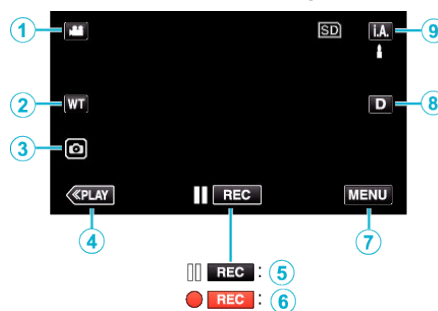 1 SD i.A. 9
2 WT D 8
3
≪PLAY REC MENU
4 REC : 5 7
REC : 6